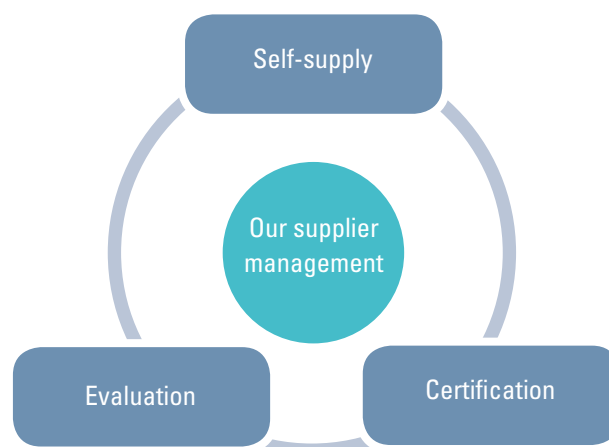 Self-supply
Our supplier
management
Evaluation
Certification